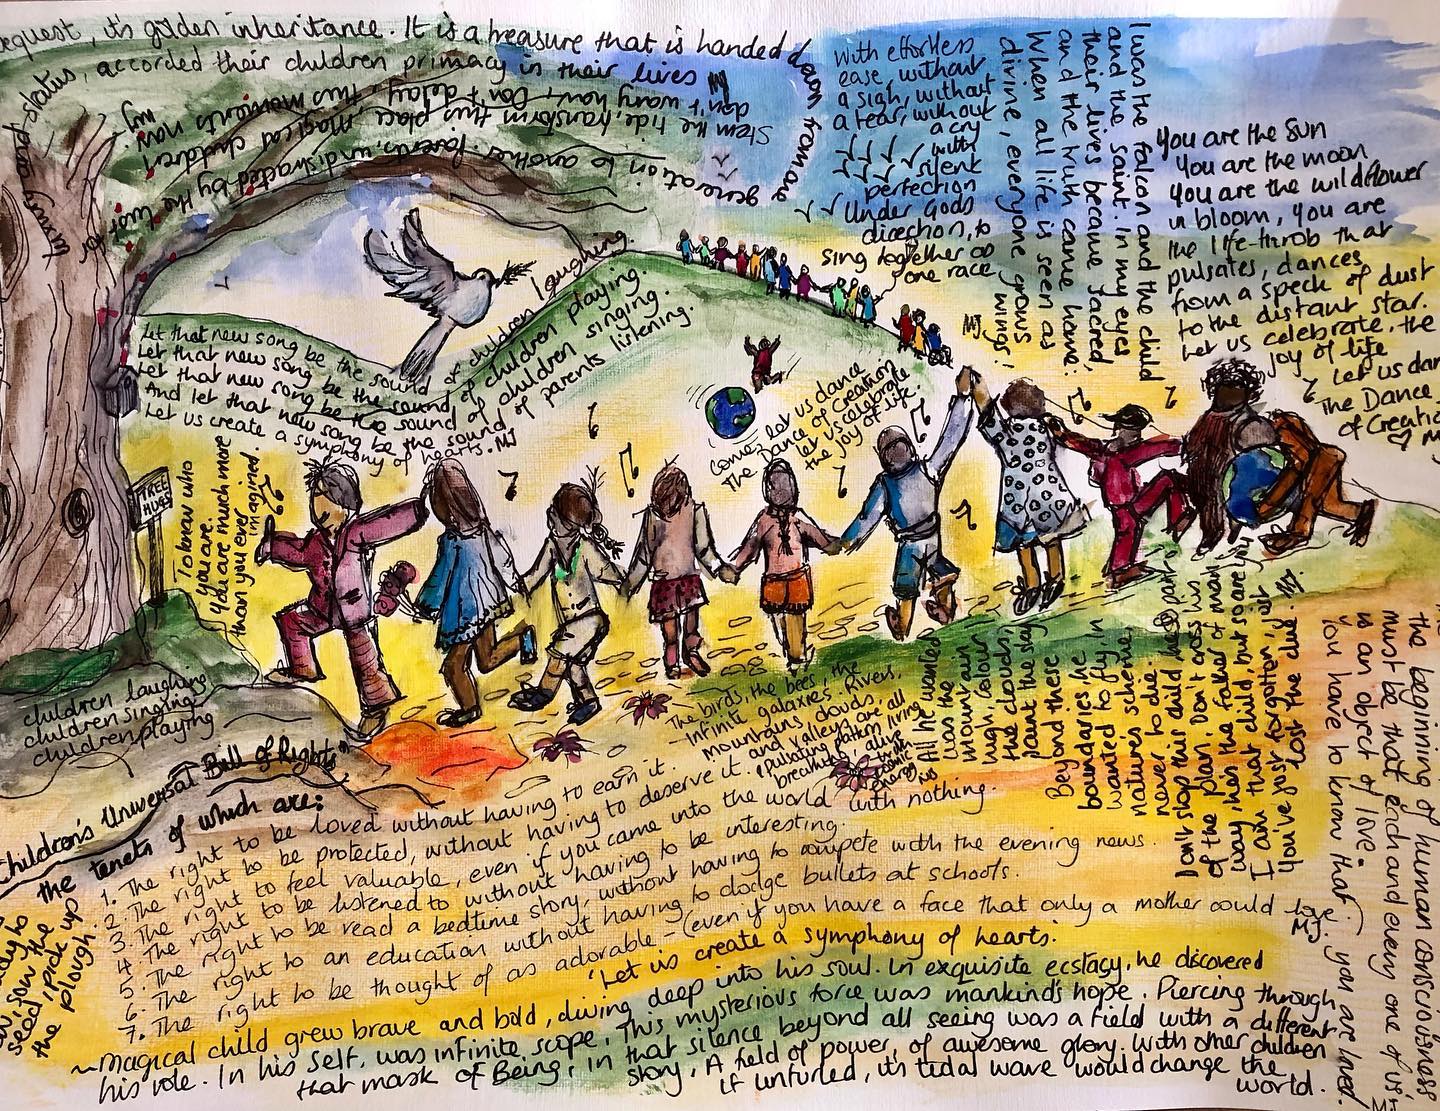 request, it's golden inheritance. It is a treasure that is handed down from one
generation to another. Parents, undistracted by the lust for
luxury and status, accorded their children primacy in their lives
Magical children
Stem the tide, transform this place,
don't worry how. Don't delay, this moment's now
With effortless
ease, without
a sigh, without
a tear, without
a cry
with
silent
perfection
Under Gods
direction, to
sing together as
one race
MJ
I was the falcon and the child
and the saint. In my eyes
their lives became sacred,
and the truth came home:
When all life is seen as
divine, everyone grows
wings.
You are the Sun
You are the moon
You are the wildflower
in bloom, You are
the life-throb that
pulsates, dances
from a speck of dust
to the distant star.
Let us celebrate, the
joy of life
Let us dan
The Dance
of Creatio
Let that new song be the sound of children laughing.
Let that new song be the sound of children playing.
Let that new song be the sound of children singing.
And let that new song be the sound of parents listening.
Let us create a symphony of hearts. MJ
Come, let us dance
The Dance of Creation
let us celebrate
the joy of life
TREE
HUGS
To know who
you are.
You are much more
than you ever
imagined.
children laughing
children singing
children playing
The birds, the bees, the
infinite galaxies. Rivers,
mountains, clouds,
and valleys are all
a pulsating pattern, living
breathing, alive
with
cosmic
energy
MJ
All he wanted
was the
mountain
high, Colour
the clouds,
Paint the sky
Beyond these
boundaries he
wanted to fly in
nature's scheme,
never to die.
Don't stop this child, he's
the father of man
Don't cross his
way, he's part
of the plan.
I am that child, but so are you
You've just forgotten, just
lost the clue.
MJ.
the beginning of human consciousness
must be that each and every one of us
is an object of love.
You have to know that you are loved.
MJ
Children's Universal Bill of Rights
the tenets of which are:
1. The right to be loved without having to earn it.
2. The right to be protected, without having to deserve it.
3. The right to feel valuable, even if you came into the world with nothing.
4. The right to be listened to without having to be interesting.
5. The right to be read a bedtime story, without having to compete with the evening news.
6. The right to an education without having to dodge bullets at schools.
7. The right to be thought of as adorable - (even if you have a face that only a mother could love.
MJ.
sow, sow the
seed, pick up
the plough.
'Let us create a symphony of hearts.
~Magical child grew brave and bold, diving deep into his soul. In exquisite ecstasy, he discovered
his role. In his self, was infinite scope, This mysterious force was mankind's hope. Piercing through
that mask of Being, in that silence beyond all seeing was a field with a different
story, A field of power, of awesome glory. With other children
if unfurled, it's tidal wave would change the
world.